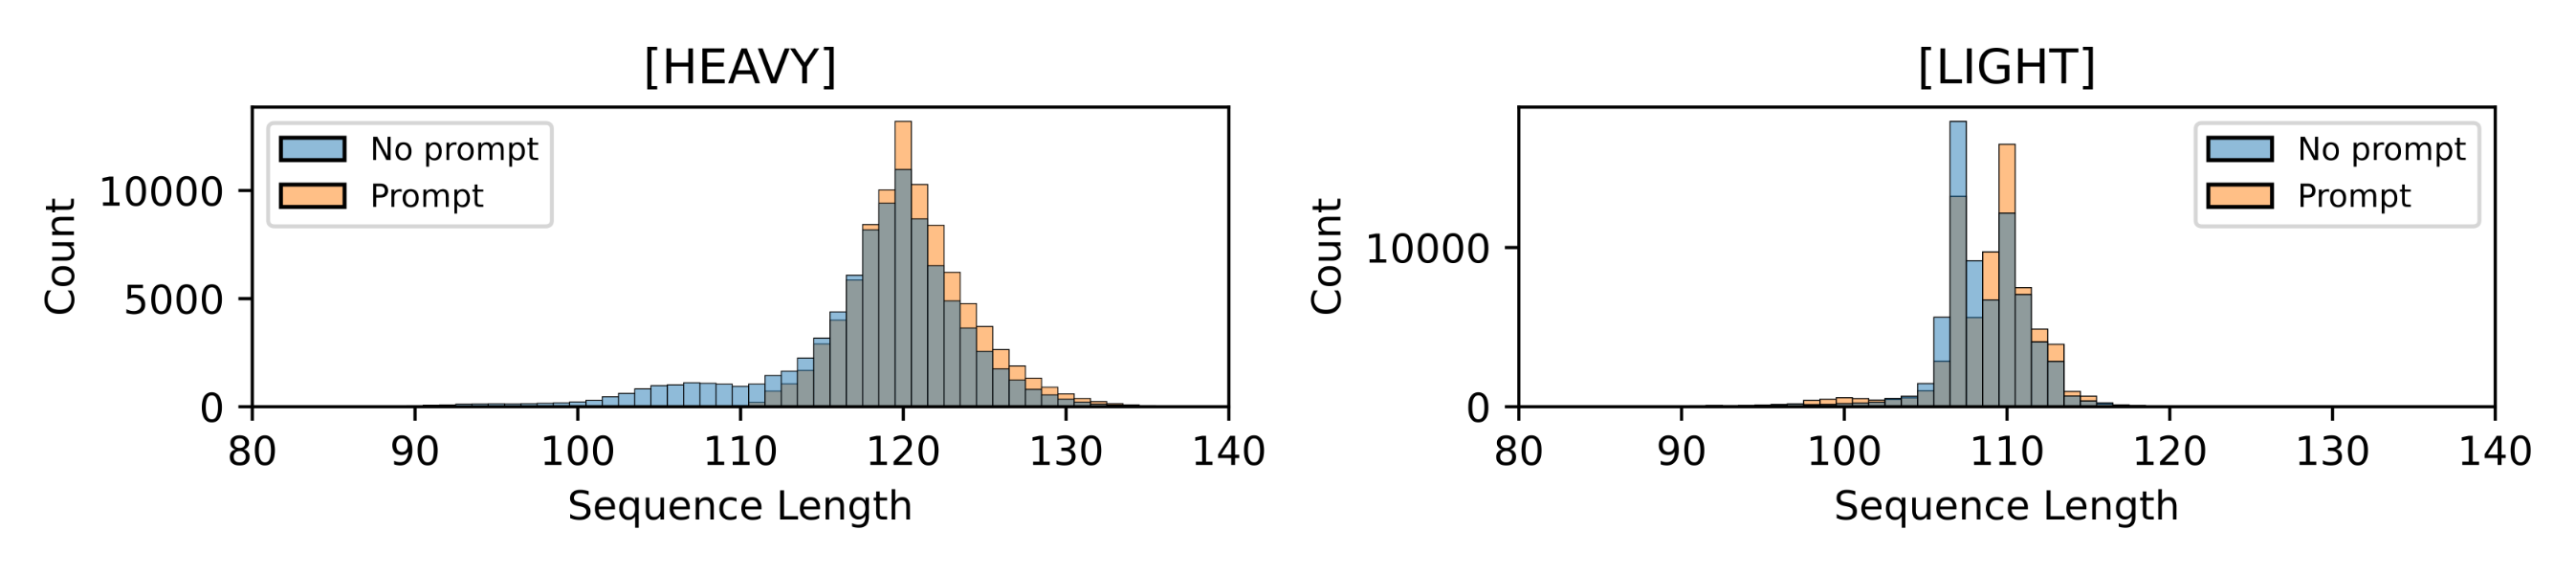 [HEAVY]
No prompt
Prompt
Count
10000
5000
0
80 90 100 110 120 130 140
Sequence Length
[LIGHT]
No prompt
Prompt
Count
10000
0
80 90 100 110 120 130 140
Sequence Length